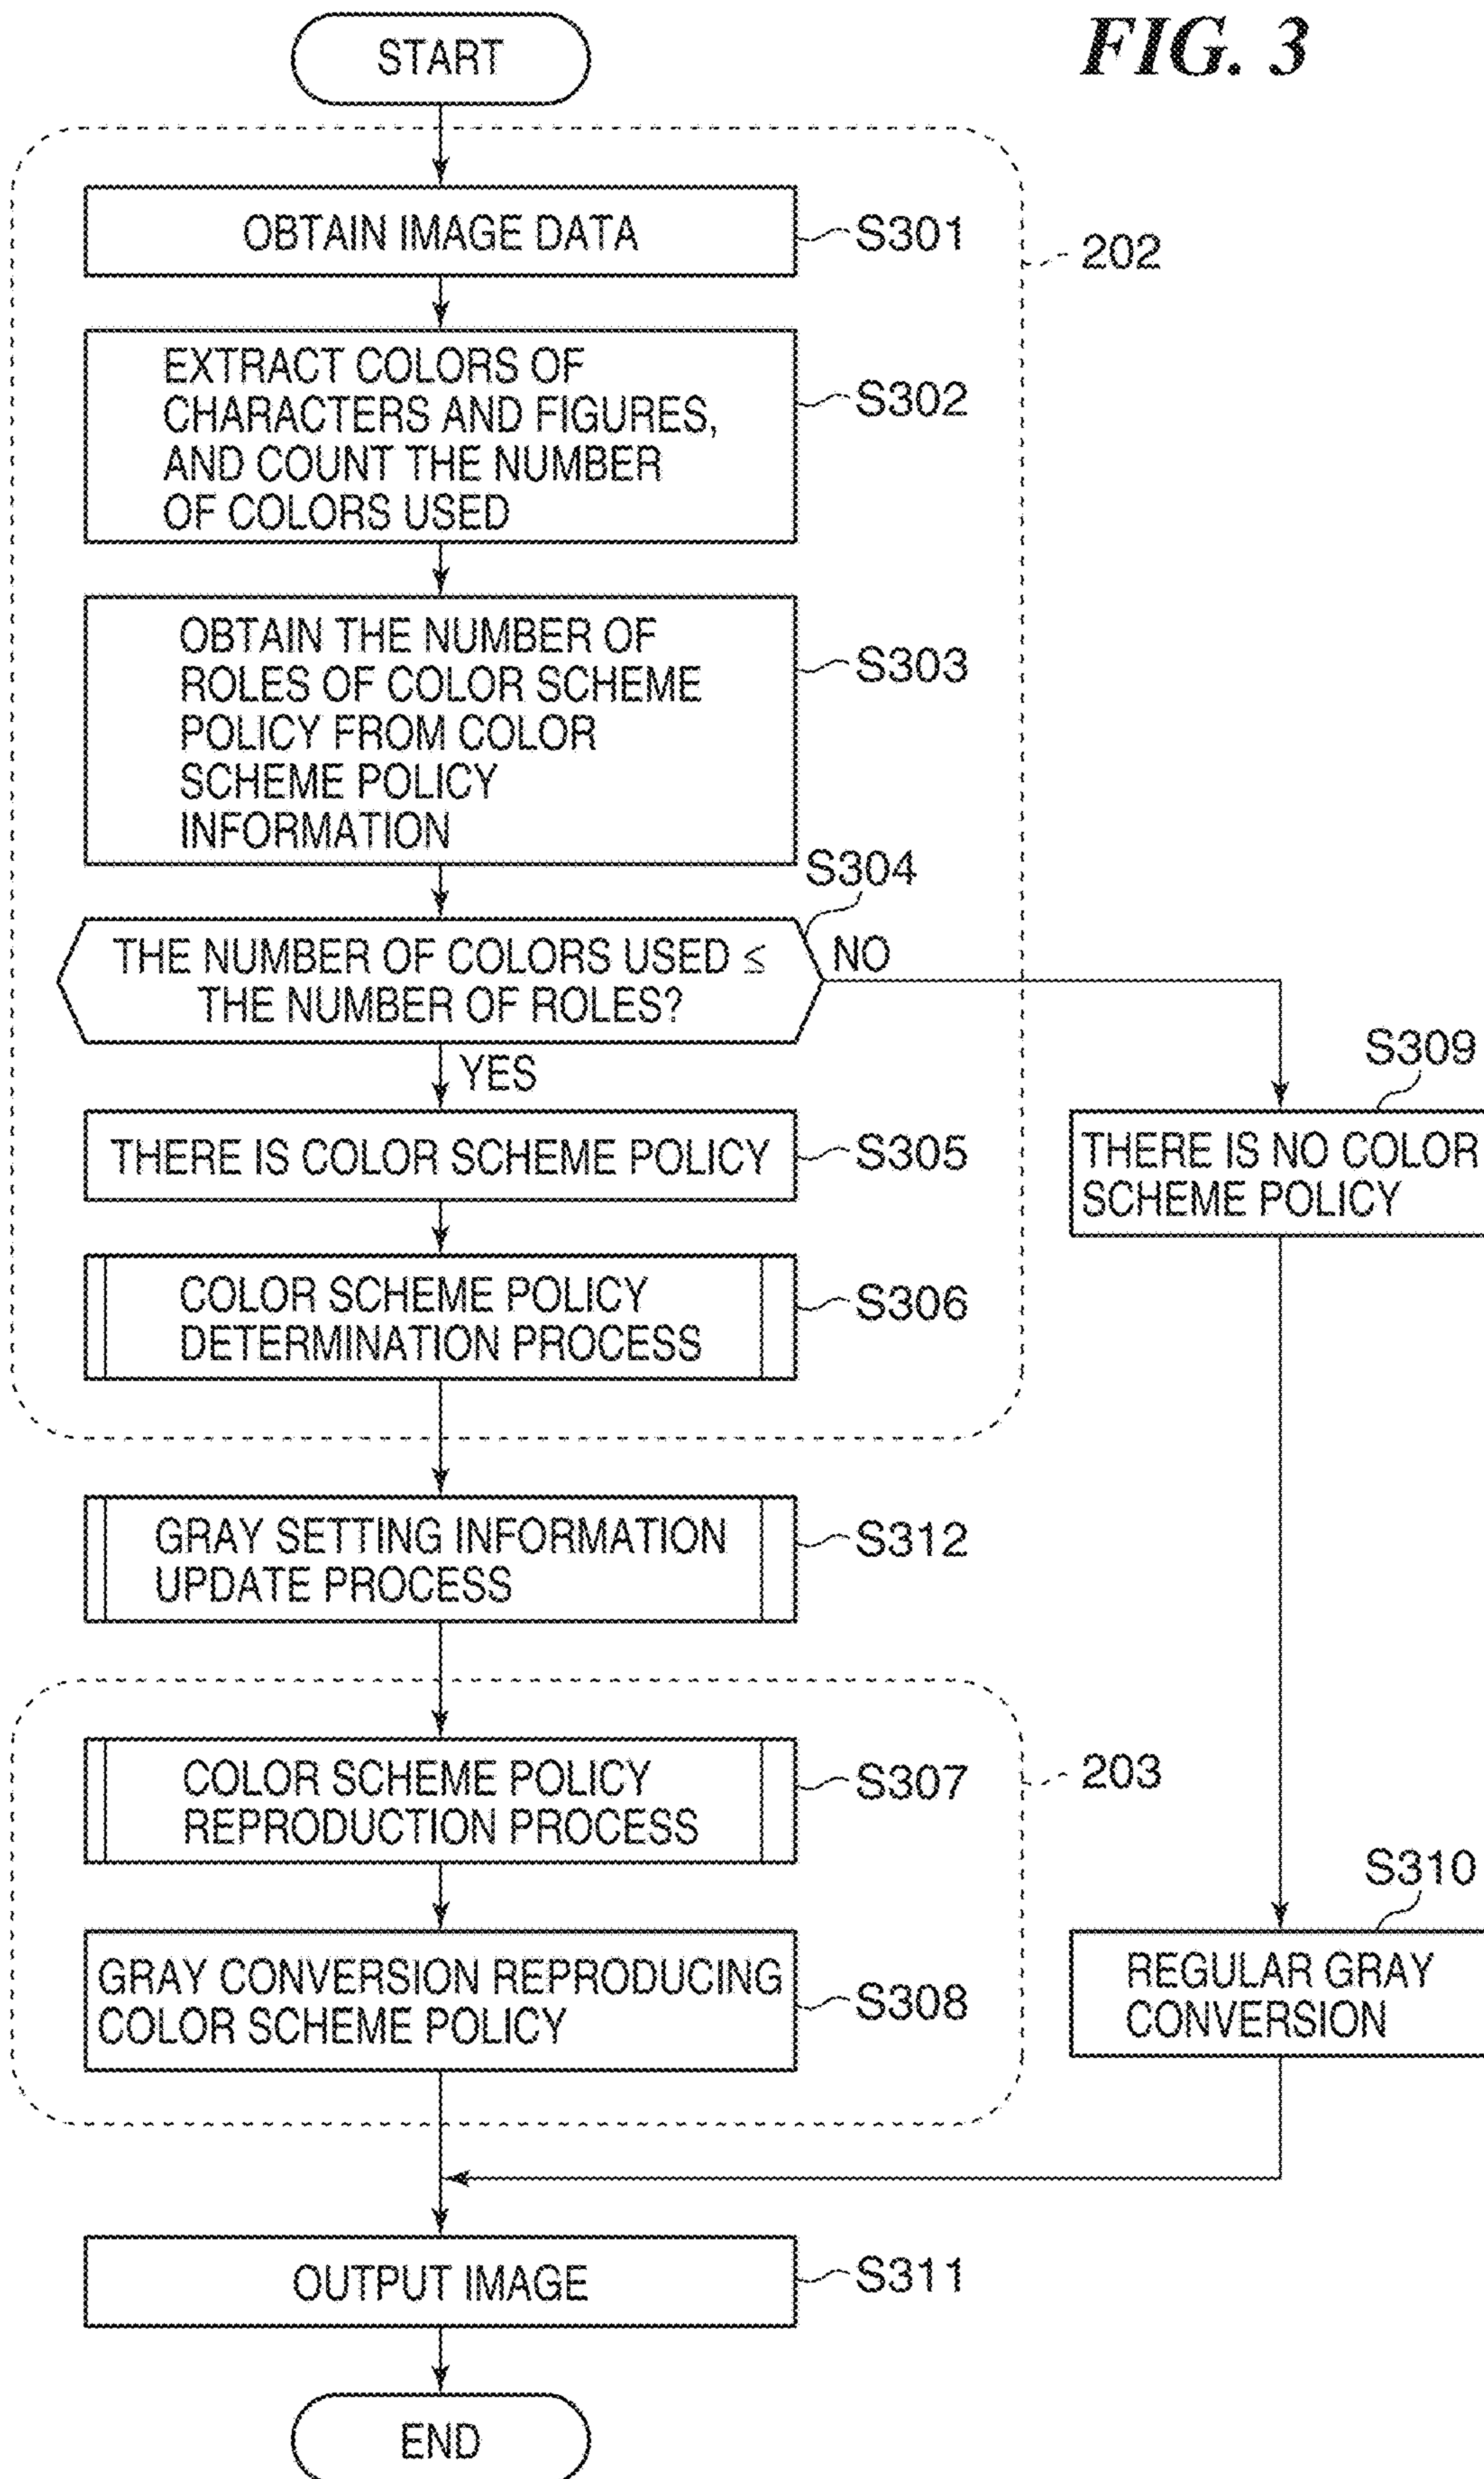 FIG. 3
START
OBTAIN IMAGE DATA
S301
202
EXTRACT COLORS OF
CHARACTERS AND FIGURES,
AND COUNT THE NUMBER
OF COLORS USED
S302
OBTAIN THE NUMBER OF
ROLES OF COLOR SCHEME
POLICY FROM COLOR
SCHEME POLICY
INFORMATION
S303
S304
THE NUMBER OF COLORS USED ≦
THE NUMBER OF ROLES?
NO
YES
S309
THERE IS COLOR SCHEME POLICY
S305
THERE IS NO COLOR
SCHEME POLICY
COLOR SCHEME POLICY
DETERMINATION PROCESS
S306
GRAY SETTING INFORMATION
UPDATE PROCESS
S312
COLOR SCHEME POLICY
REPRODUCTION PROCESS
S307
203
S310
GRAY CONVERSION REPRODUCING
COLOR SCHEME POLICY
S308
REGULAR GRAY
CONVERSION
OUTPUT IMAGE
S311
END